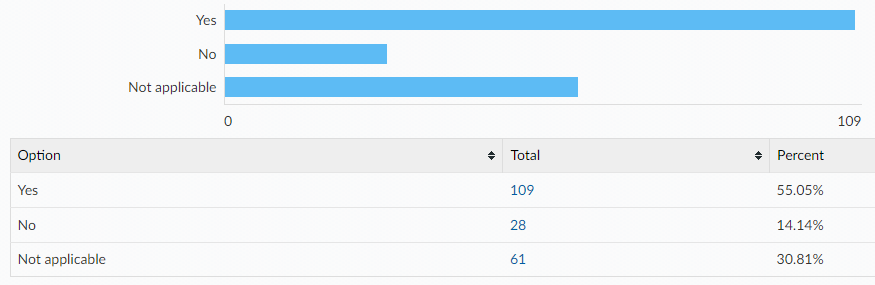 Yes
No
Not applicable
0 109
Option Total Percent
Yes 109 55.05%
No 28 14.14%
Not applicable 61 30.81%